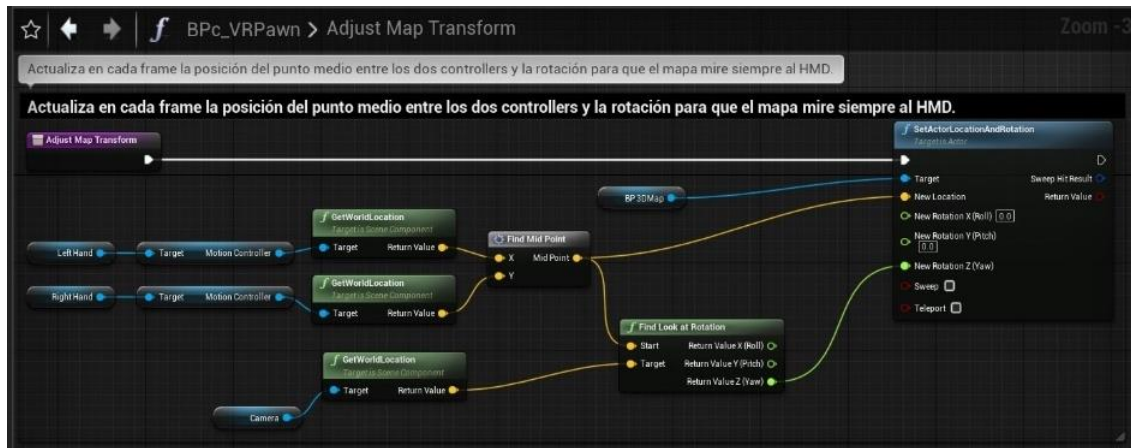 BPc_VRPawn > Adjust Map Transform
Zoom -3
Actualiza en cada frame la posición del punto medio entre los dos controllers y la rotación para que el mapa mire siempre al HMD.
Actualiza en cada frame la posición del punto medio entre los dos controllers y la rotación para que el mapa mire siempre al HMD.
Adjust Map Transform
SetActorLocationAndRotation
Target is Actor
Target
Sweep Hit Result
New Location
Return Value
New Rotation X (Roll) 0.0
New Rotation Y (Pitch)
0.0
New Rotation Z (Yaw)
Sweep
Teleport
BP 3DMap
GetWorldLocation
Target is Scene Component
Target Return Value
Left Hand
Target Motion Controller
Find Mid Point
X Mid Point
Y
GetWorldLocation
Target is Scene Component
Target Return Value
Right Hand
Target Motion Controller
Find Look at Rotation
Start Return Value X (Roll)
Target Return Value Y (Pitch)
Return Value Z (Yaw)
GetWorldLocation
Target is Scene Component
Target Return Value
Camera